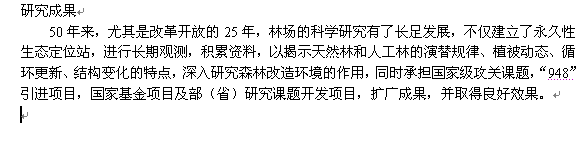 研究成果
50 年来，尤其是改革开放的 25 年，林场的科学研究有了长足发展，不仅建立了永久性
生态定位站，进行长期观测，积累资料，以揭示天然林和人工林的演替规律、植被动态、循
环更新、结构变化的特点，深入研究森林改造环境的作用，同时承担国家级攻关课题，“948”
引进项目，国家基金项目及部（省）研究课题开发项目，扩广成果，并取得良好效果。